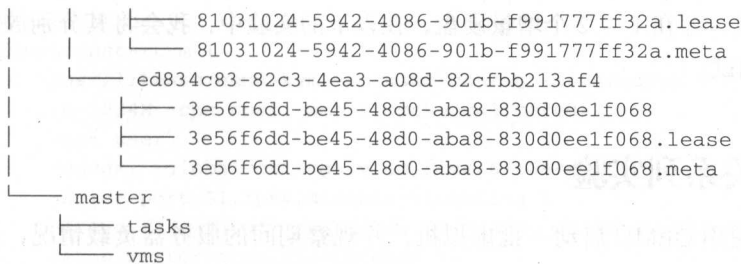 │ │ ├── 81031024-5942-4086-901b-f991777ff32a.lease
│ │ └── 81031024-5942-4086-901b-f991777ff32a.meta
│ └── ed834c83-82c3-4ea3-a08d-82cfbb213af4
│ ├── 3e56f6dd-be45-48d0-aba8-830d0ee1f068
│ ├── 3e56f6dd-be45-48d0-aba8-830d0ee1f068.lease
│ └── 3e56f6dd-be45-48d0-aba8-830d0ee1f068.meta
└── master
├── tasks
└── vms